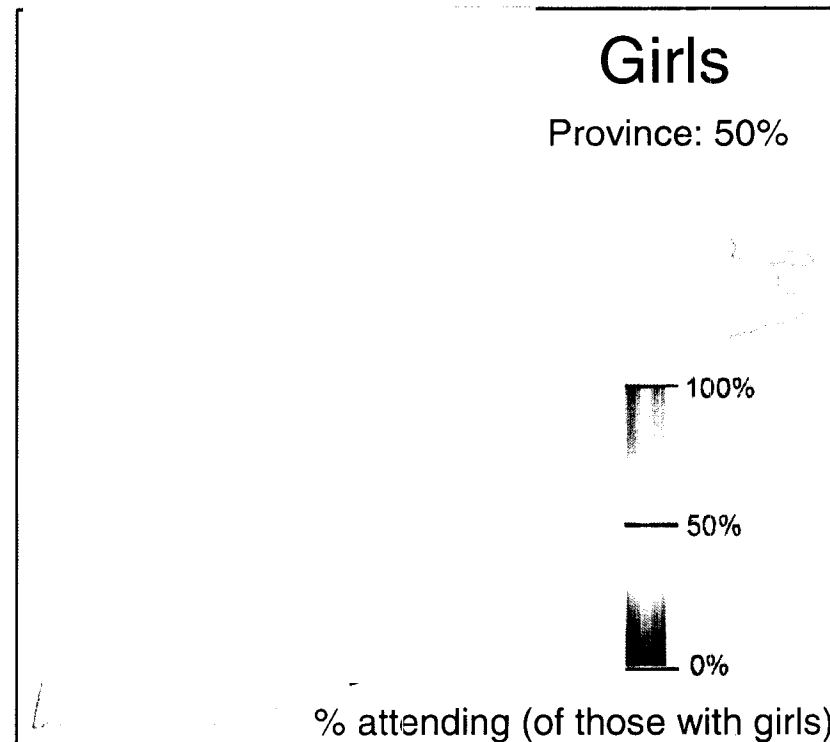 Girls
Province: 50%
100%
50%
0%
% attending (of those with girls)